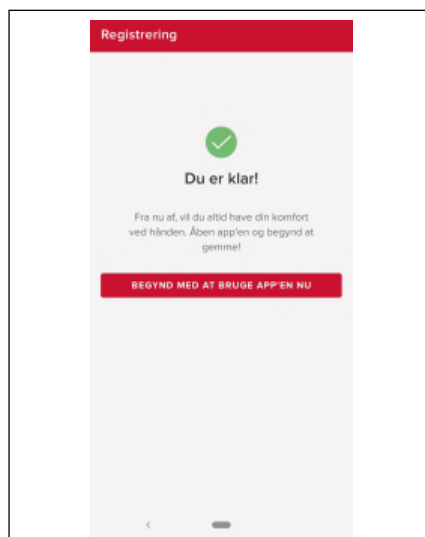 Registrering
Du er klar!
Fra nu af, vil du altid have din komfort
ved hånden. Åben app'en og begynd at
gemme!
BEGYND MED AT BRUGE APP'EN NU